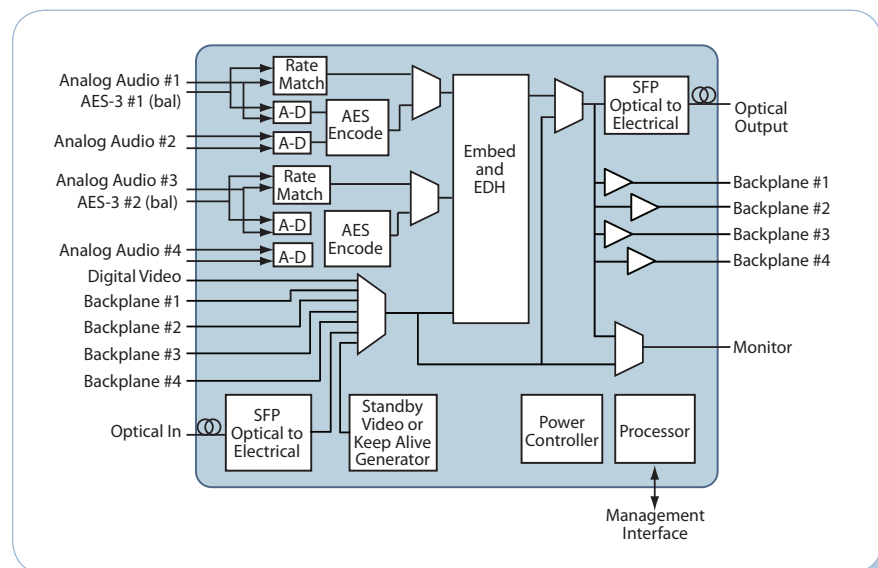 Analog Audio #1
AES-3 #1 (bal)
Analog Audio #2
Analog Audio #3
AES-3 #2 (bal)
Analog Audio #4
Digital Video
Backplane #1
Backplane #2
Backplane #3
Backplane #4
Optical In
Rate
Match
A-D
A-D
AES
Encode
Rate
Match
A-D
A-D
AES
Encode
SFP
Optical to
Electrical
Standby
Video or
Keep Alive
Generator
Embed
and
EDH
SFP
Optical to
Electrical
Optical
Output
Backplane #1
Backplane #2
Backplane #3
Backplane #4
Monitor
Power
Controller
Processor
Management
Interface